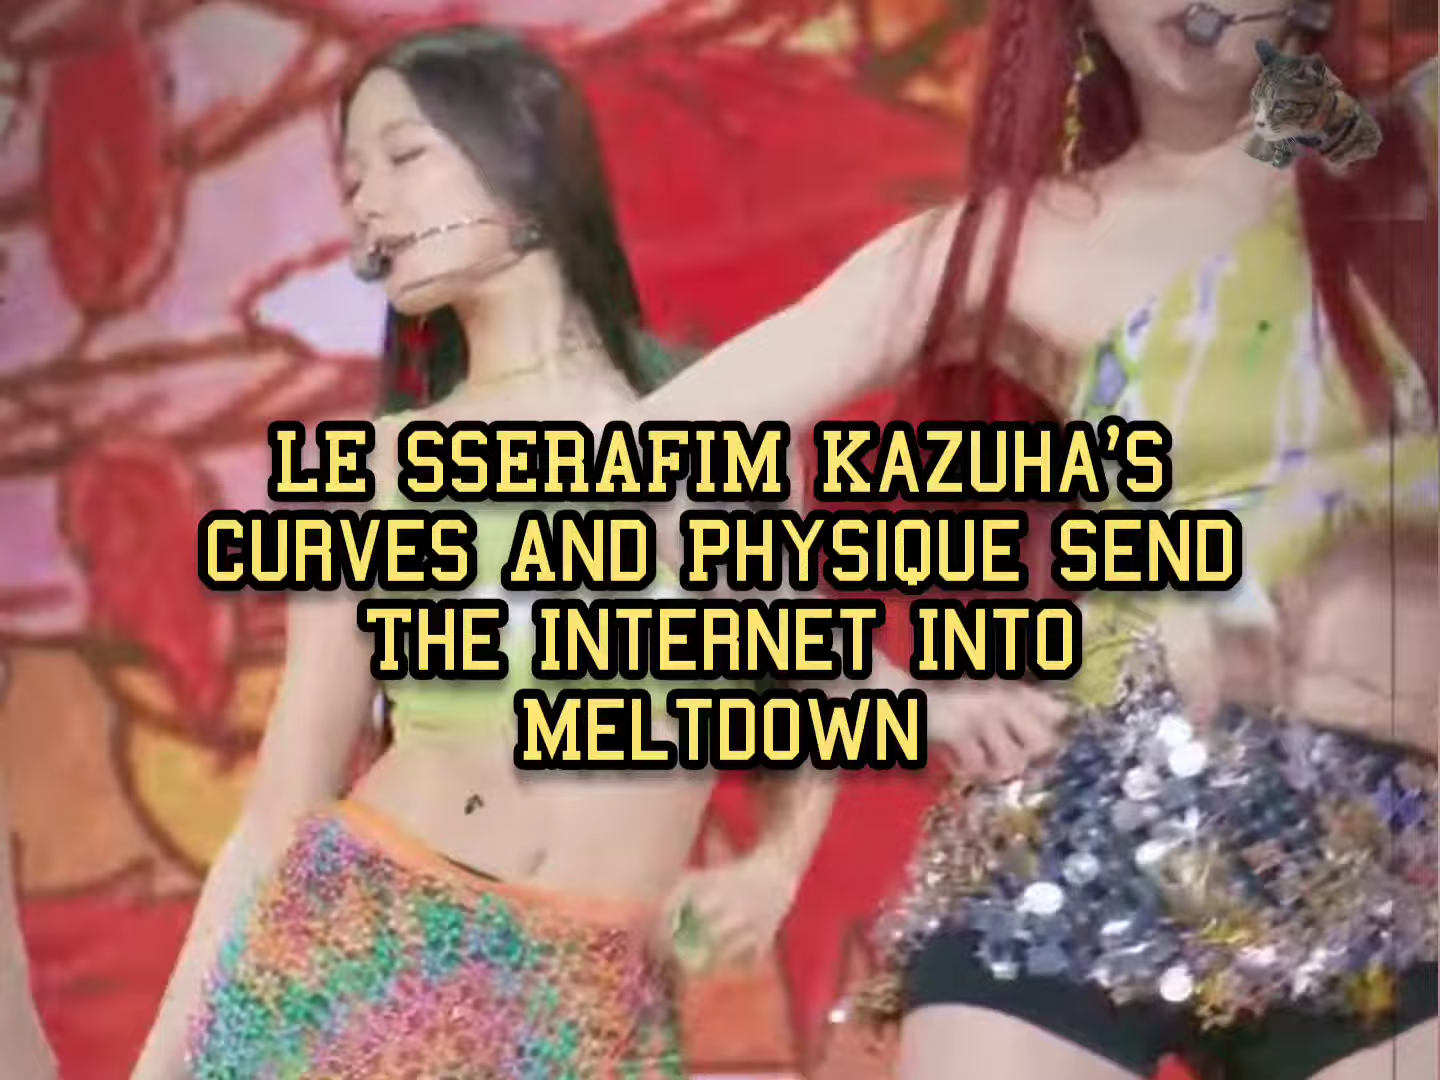 LE SSERAFIM KAZUHA'S
CURVES AND PHYSIQUE SEND
THE INTERNET INTO
MELTDOWN